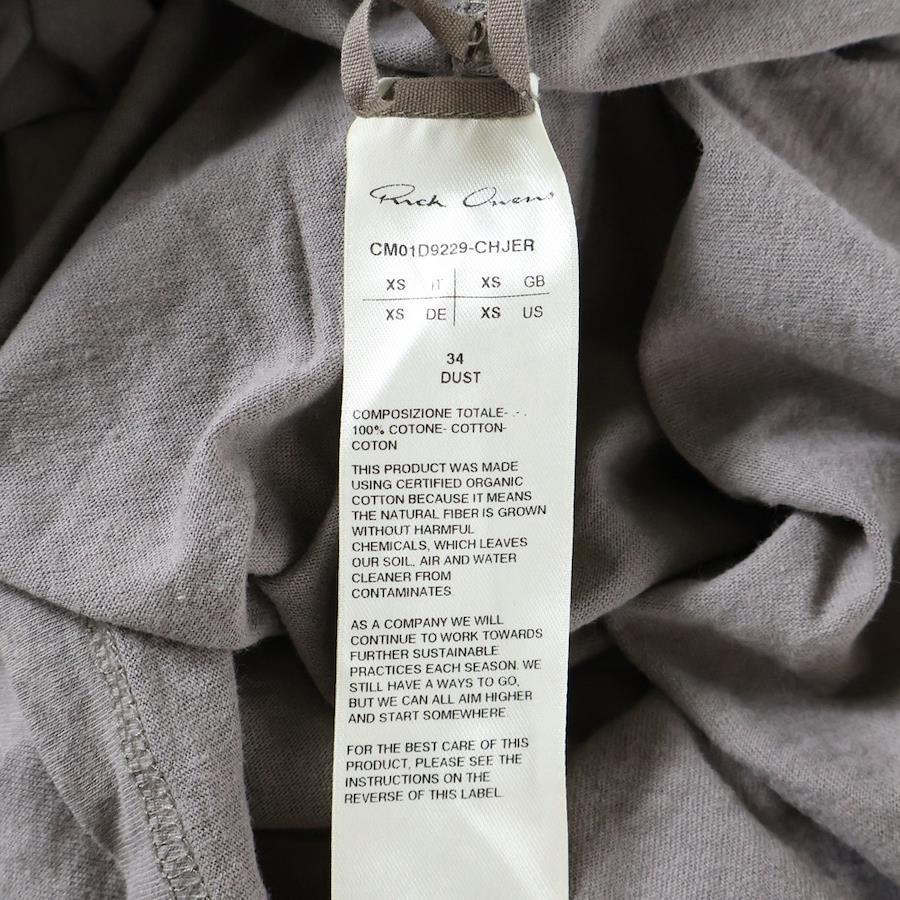 Rick Owens
CM01D9229-CHJER
XS IT XS GB
XS DE XS US
34
DUST
COMPOSIZIONE TOTALE-
100% COTONE- COTTON-
COTON
THIS PRODUCT WAS MADE
USING CERTIFIED ORGANIC
COTTON BECAUSE IT MEANS
THE NATURAL FIBER IS GROWN
WITHOUT HARMFUL
CHEMICALS, WHICH LEAVES
OUR SOIL, AIR AND WATER
CLEANER FROM
CONTAMINATES
AS A COMPANY WE WILL
CONTINUE TO WORK TOWARDS
FURTHER SUSTAINABLE
PRACTICES EACH SEASON. WE
STILL HAVE A WAYS TO GO,
BUT WE CAN ALL AIM HIGHER
AND START SOMEWHERE.
FOR THE BEST CARE OF THIS
PRODUCT, PLEASE SEE THE
INSTRUCTIONS ON THE
REVERSE OF THIS LABEL.